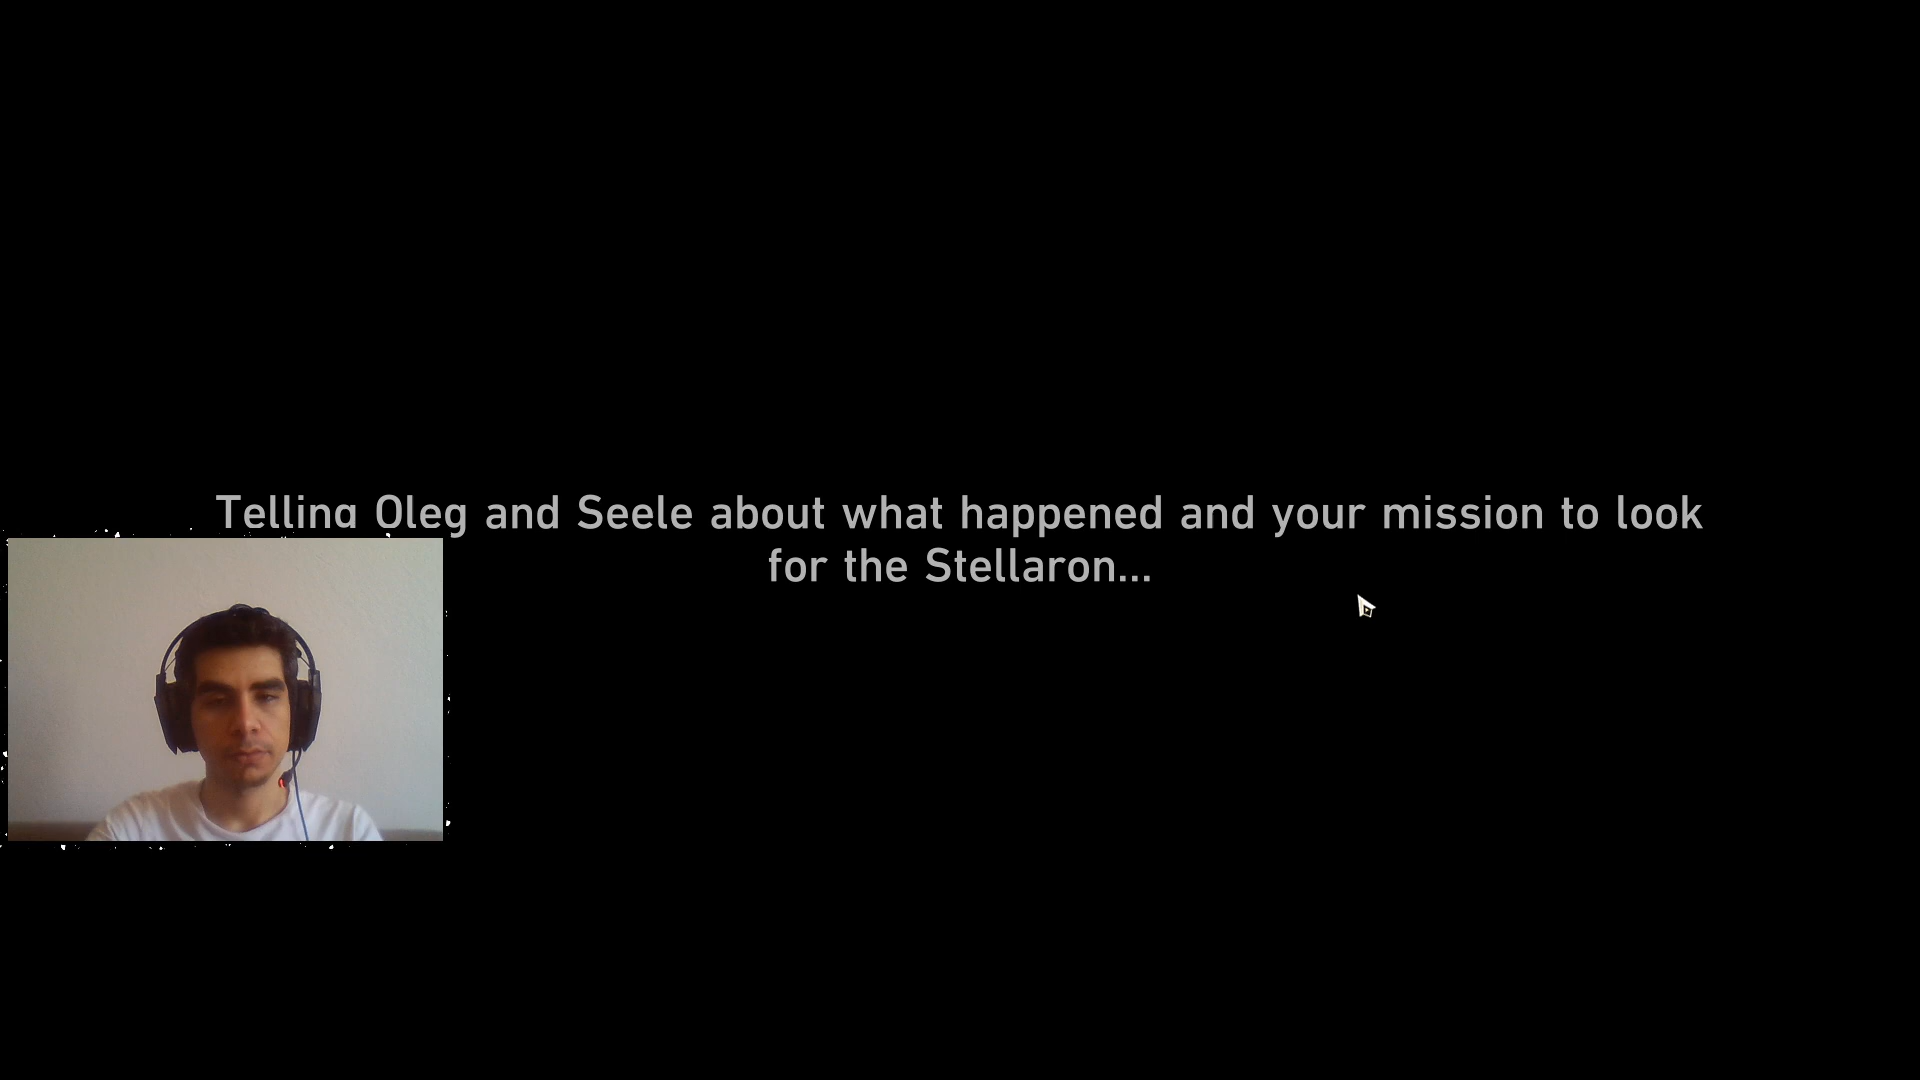 Telling Oleg and Seele about what happened and your mission to look
for the Stellaron...